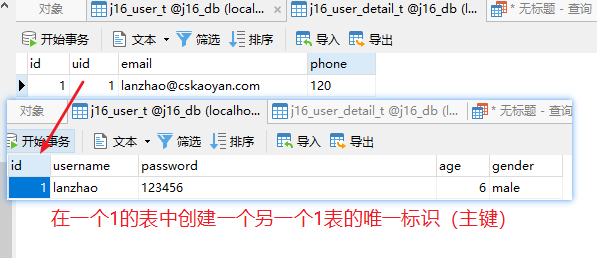 对象 j16_user_t @j16_db (local... j16_user_detail_t @j16_db (l... * 无标题 - 查询
开始事务 文本 筛选 排序 导入 导出
id uid email phone
1 1 lanzhao@cskaoyan.com 120
对象 j16_user_t @j16_db (localho... j16_user_detail_t @j16_db (loc... * 无标题 - 查询
开始事务 文本 筛选 排序 导入 导出
id username password age gender
1 lanzhao 123456 6 male
在一个1的表中创建一个另一个1表的唯一标识（主键）